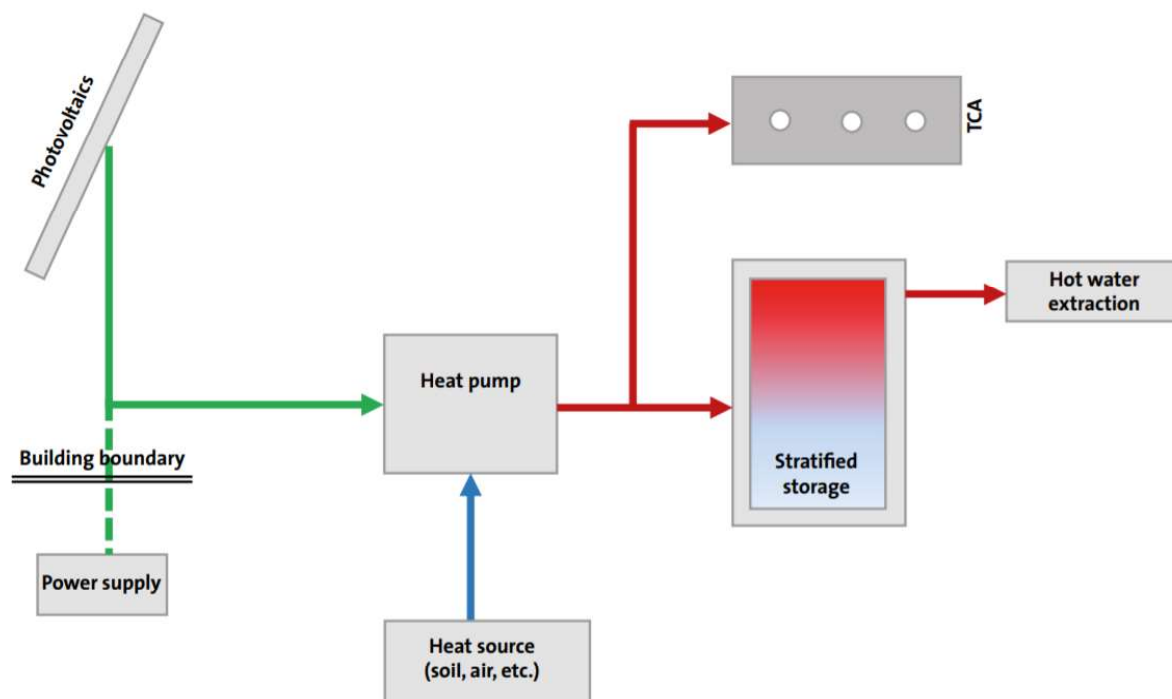 Photovoltaics
TCA
Hot water
extraction
Heat pump
Building boundary
Stratified
storage
Power supply
Heat source
(soil, air, etc.)